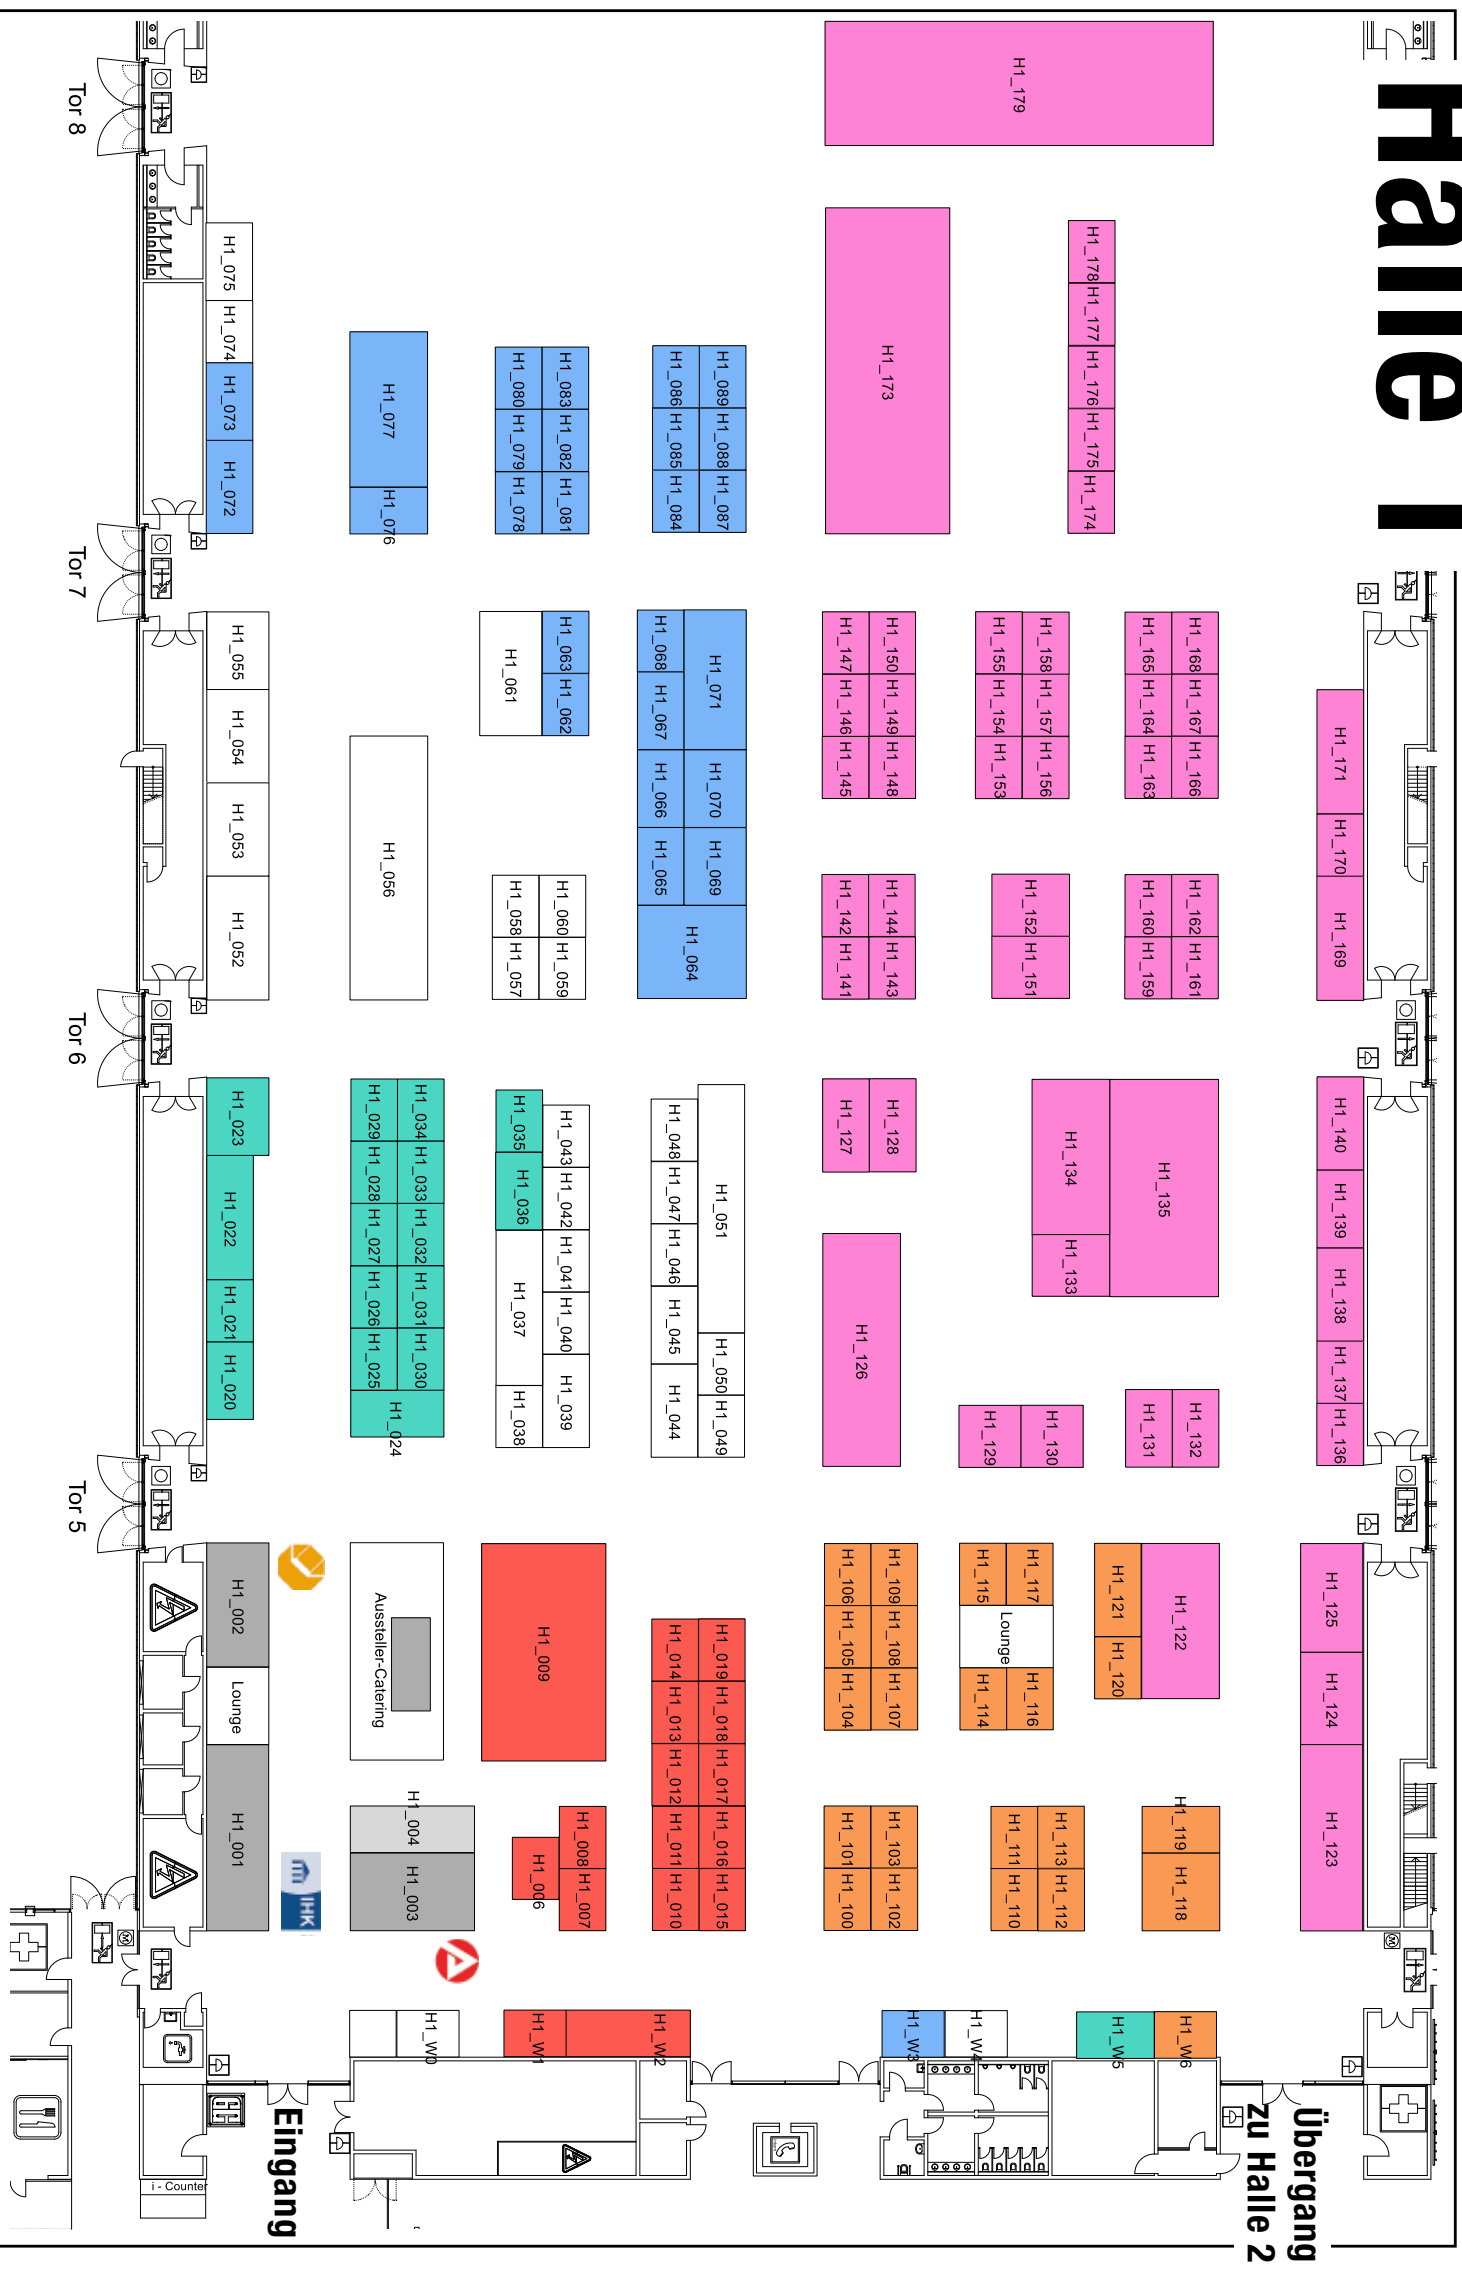 Halle 1
H1_179
Tor 8
H1_178
H1_177
H1_176
H1_175
H1_174
H1_173
H1_075
H1_074
H1_073
H1_072
H1_077
H1_076
H1_080
H1_079
H1_078
H1_083
H1_082
H1_081
H1_086
H1_085
H1_084
H1_089
H1_088
H1_087
Tor 7
H1_055
H1_054
H1_053
H1_052
H1_056
H1_061
H1_063
H1_062
H1_058
H1_057
H1_060
H1_059
H1_068
H1_067
H1_066
H1_065
H1_071
H1_070
H1_069
H1_064
H1_147
H1_146
H1_145
H1_150
H1_149
H1_148
H1_142
H1_141
H1_144
H1_143
H1_155
H1_154
H1_153
H1_158
H1_157
H1_156
H1_152
H1_151
H1_165
H1_164
H1_163
H1_168
H1_167
H1_166
H1_160
H1_159
H1_162
H1_161
H1_171
H1_170
H1_169
Tor 6
H1_023
H1_022
H1_021
H1_020
H1_029
H1_028
H1_027
H1_026
H1_025
H1_034
H1_033
H1_032
H1_031
H1_030
H1_024
H1_035
H1_036
H1_037
H1_038
H1_043
H1_042
H1_041
H1_040
H1_039
H1_048
H1_047
H1_046
H1_045
H1_044
H1_051
H1_050
H1_049
H1_127
H1_128
H1_126
H1_134
H1_133
H1_135
H1_129
H1_130
H1_131
H1_132
H1_140
H1_139
H1_138
H1_137
H1_136
Tor 5
H1_002
Lounge
H1_001
Aussteller-Catering
H1_004
H1_003
IHK
H1_009
H1_008
H1_007
H1_006
H1_014
H1_013
H1_012
H1_011
H1_010
H1_019
H1_018
H1_017
H1_016
H1_015
H1_106
H1_105
H1_104
H1_109
H1_108
H1_107
H1_101
H1_100
H1_103
H1_102
H1_115
H1_117
Lounge
H1_114
H1_116
H1_111
H1_110
H1_113
H1_112
H1_121
H1_120
H1_122
H1_119
H1_118
H1_125
H1_124
H1_123
M
M
H1_W0
H1_W1
H1_W2
H1_W3
H1_W4
H1_W5
H1_W6
Eingang
Übergang
zu Halle 2
i - Counter